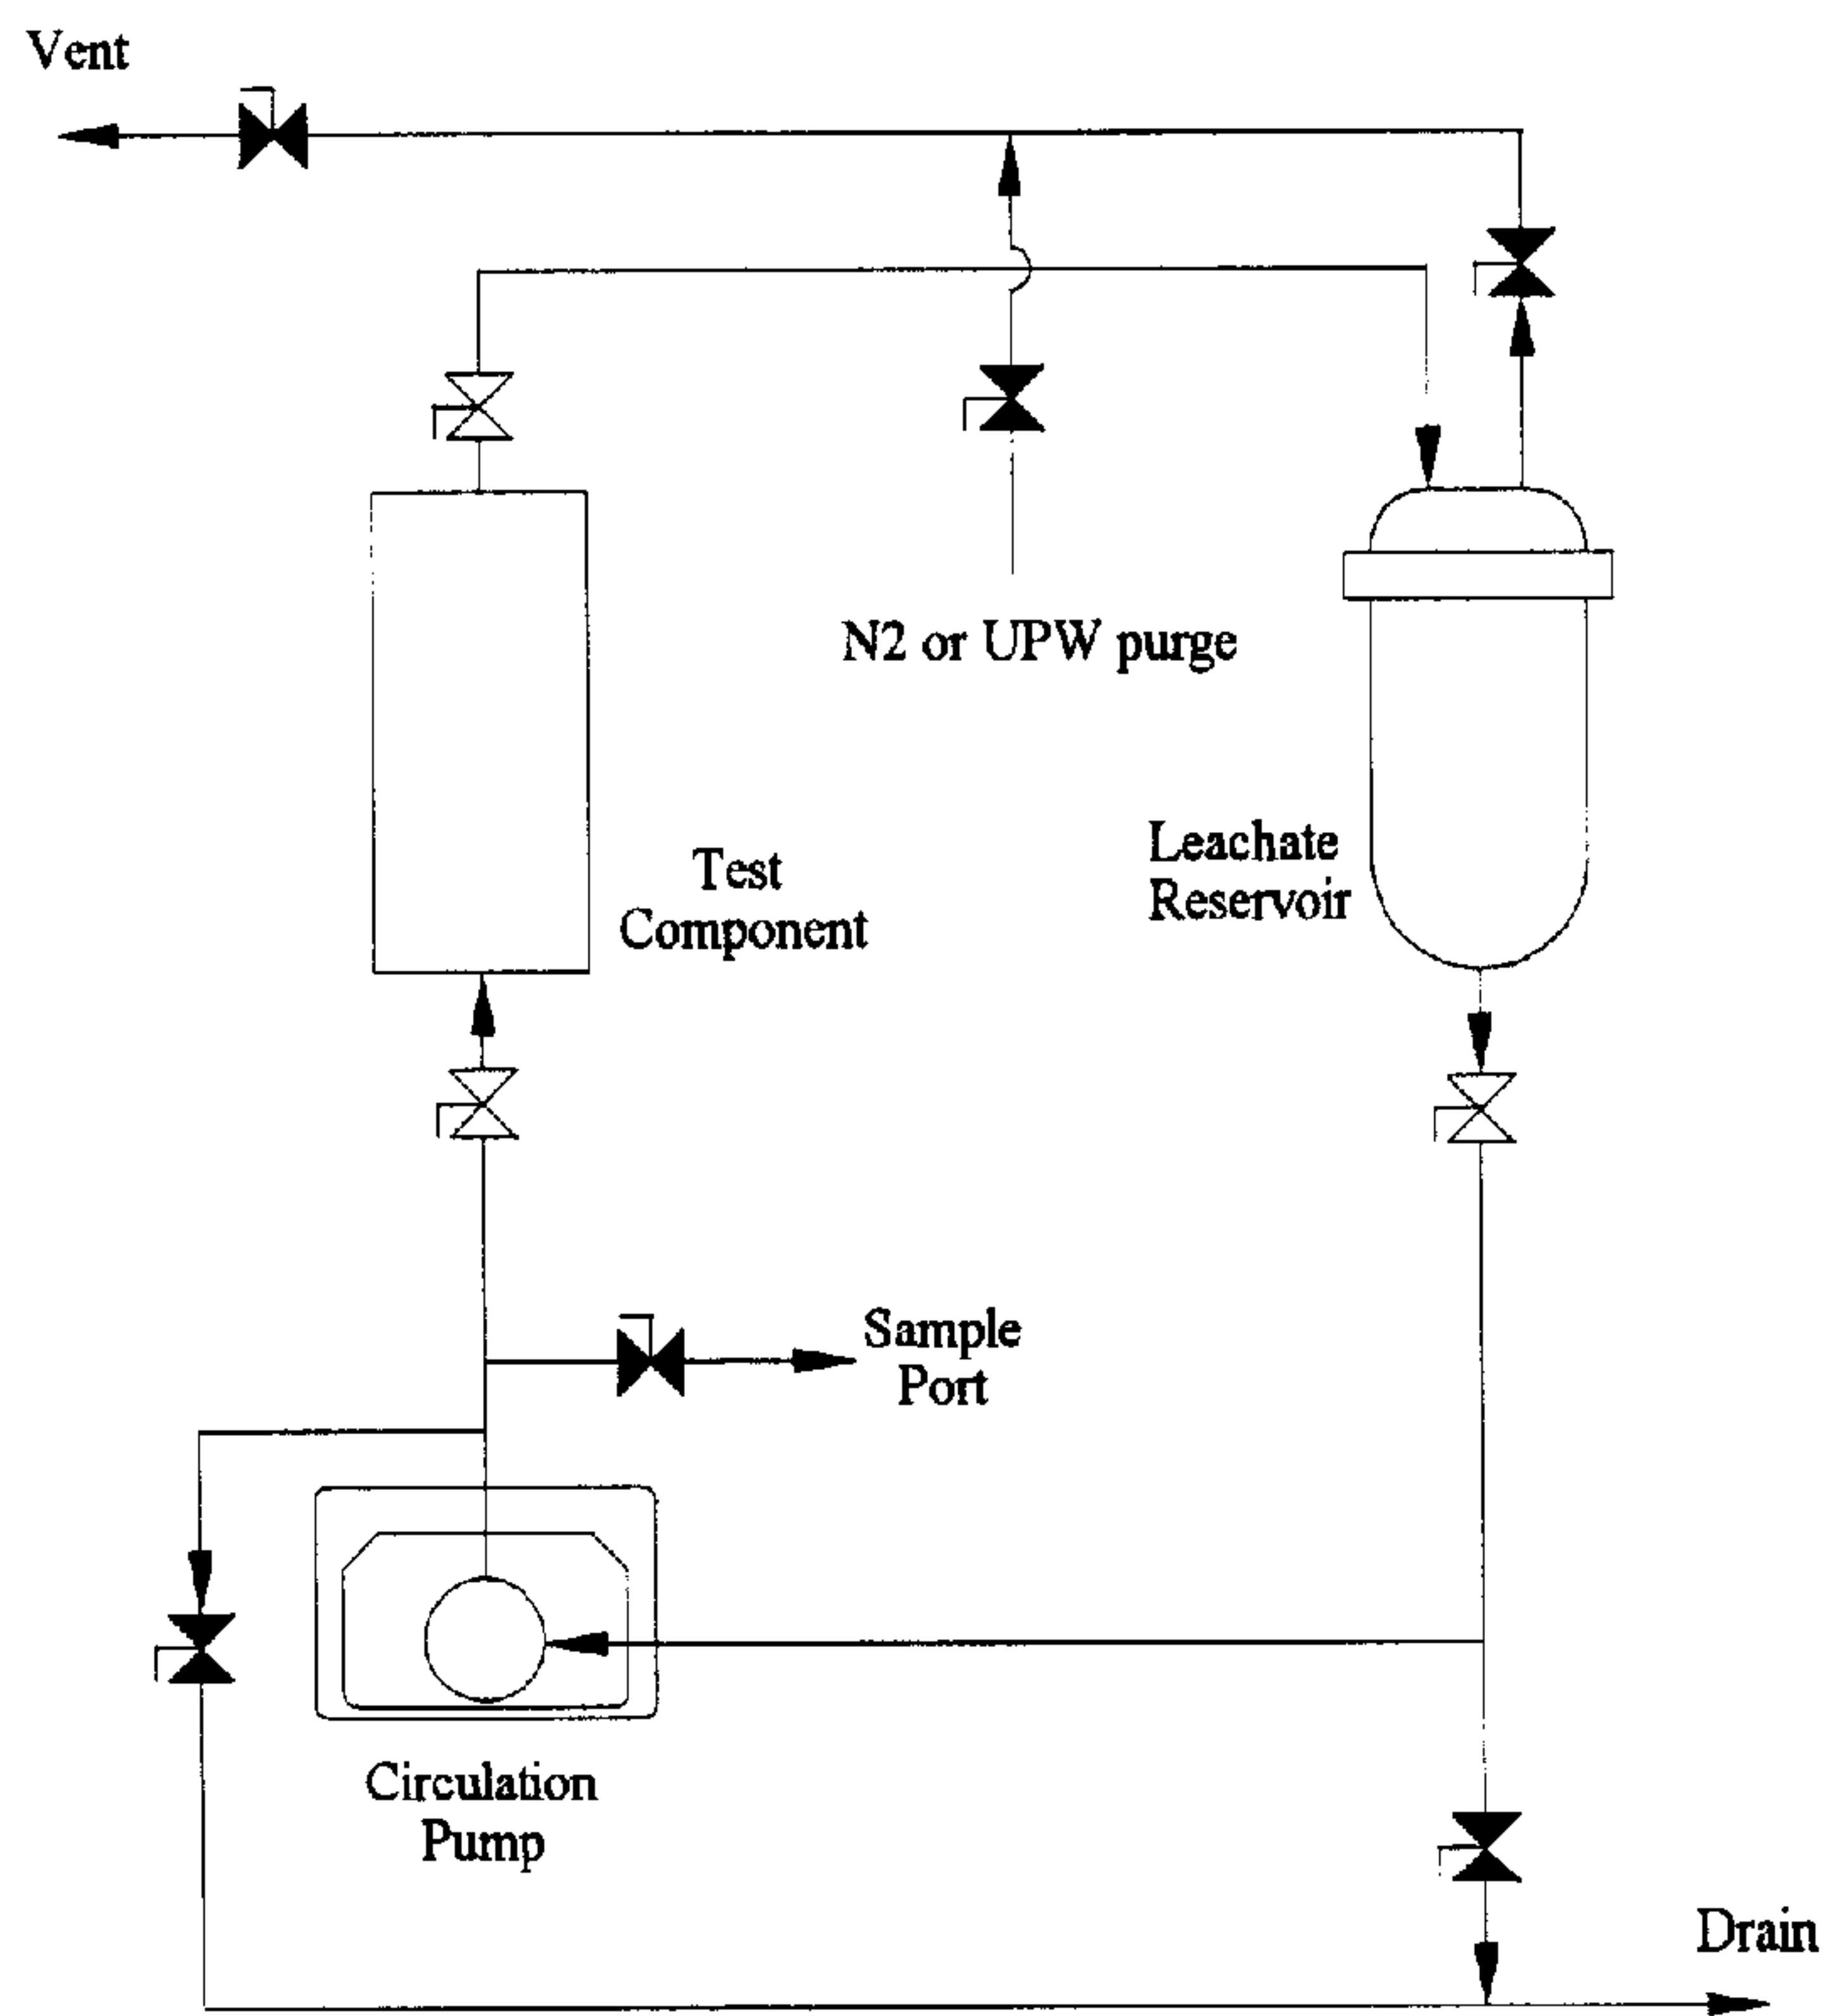 Vent
N2 or UPW purge
Test
Component
Leachate
Reservoir
Sample
Port
Circulation
Pump
Drain